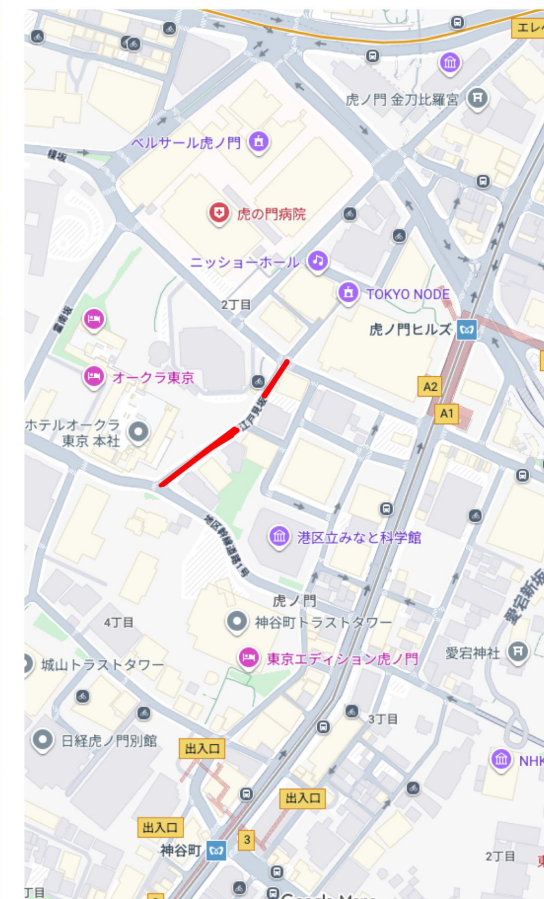 エレ
虎ノ門 金刀比羅宮
ベルサール虎ノ門
榎坂
虎の門病院
ニッショーホール
TOKYO NODE
2丁目
霊南坂
虎ノ門ヒルズ
オークラ東京
A2
A1
江戸見坂
ホテルオークラ
東京 本社
港区立みなと科学館
地区幹線道路1号
愛宕新坂
虎ノ門
4丁目
神谷町トラストタワー
愛宕神社
東京エディション虎ノ門
城山トラストタワー
3丁目
日経虎ノ門別館
出入口
NHK
出入口
出入口
3
神谷町
2丁目
丁目
Google Maps